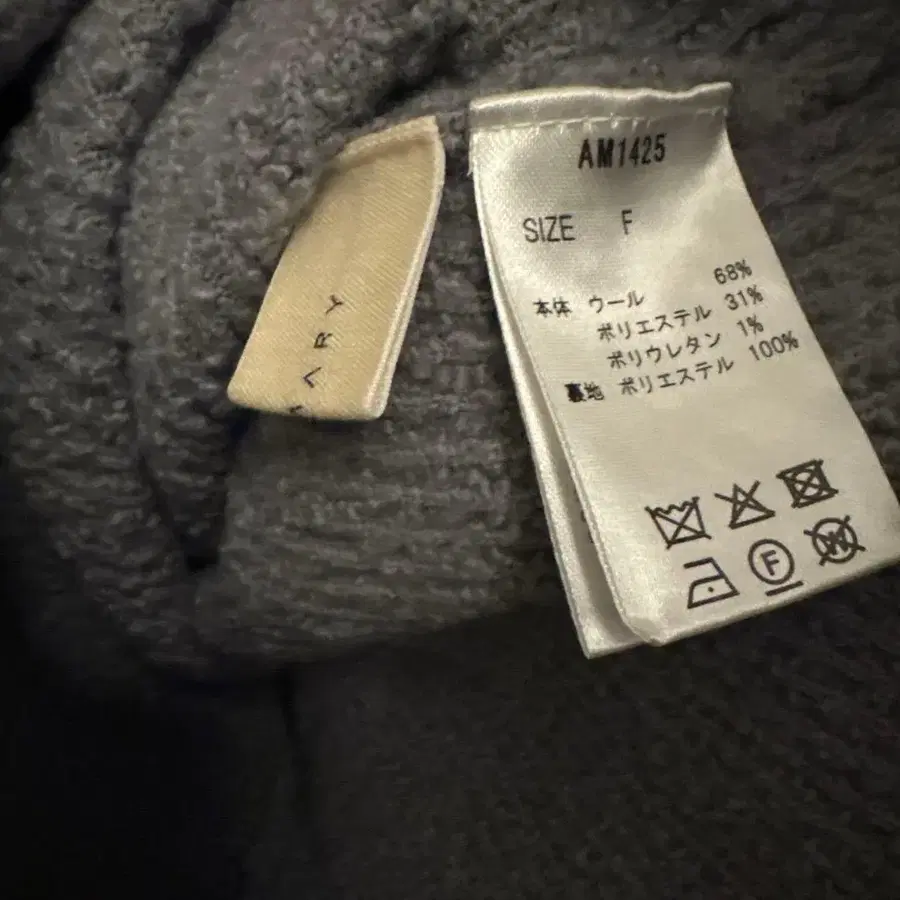 AM1425
SIZE F
本体 ウール 68%
ポリエステル 31%
ポリウレタン 1%
裏地 ポリエステル 100%
F
W